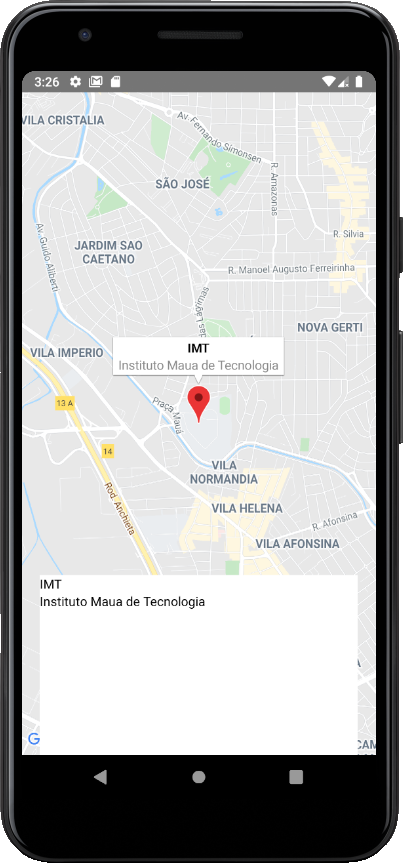 3:26
VILA CRISTALIA
Av. Fernando Simonsen
SÃO JOSÉ
R. Amazonas
R. Silvia
Av. Guido Aliberti
JARDIM SAO
CAETANO
R. Manoel Augusto Ferreirinha
NOVA GERTI
VILA IMPERIO
IMT
Instituto Maua de Tecnologia
13 A
Praça Mauá
14
VILA
NORMANDIA
Rod. Anchieta
VILA HELENA
R. Afonsina
VILA AFONSINA
IMT
Instituto Maua de Tecnologia
G